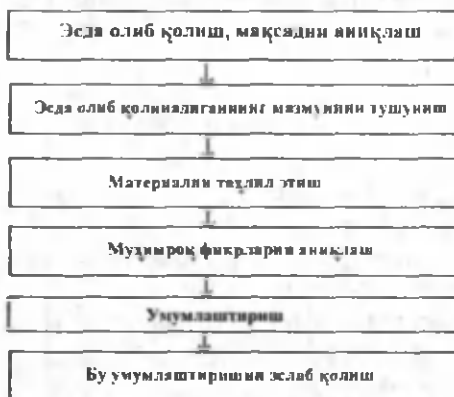 Эсда олиб қолиш, мақсадни аниқлаш
Эсда олиб қолинадиганнинг мазмунини тушуниш
Материални таҳлил этиш
Муҳимроқ фикрларни аниқлаш
Умумлаштириш
Бу умумлаштиришни эслаб қолиш